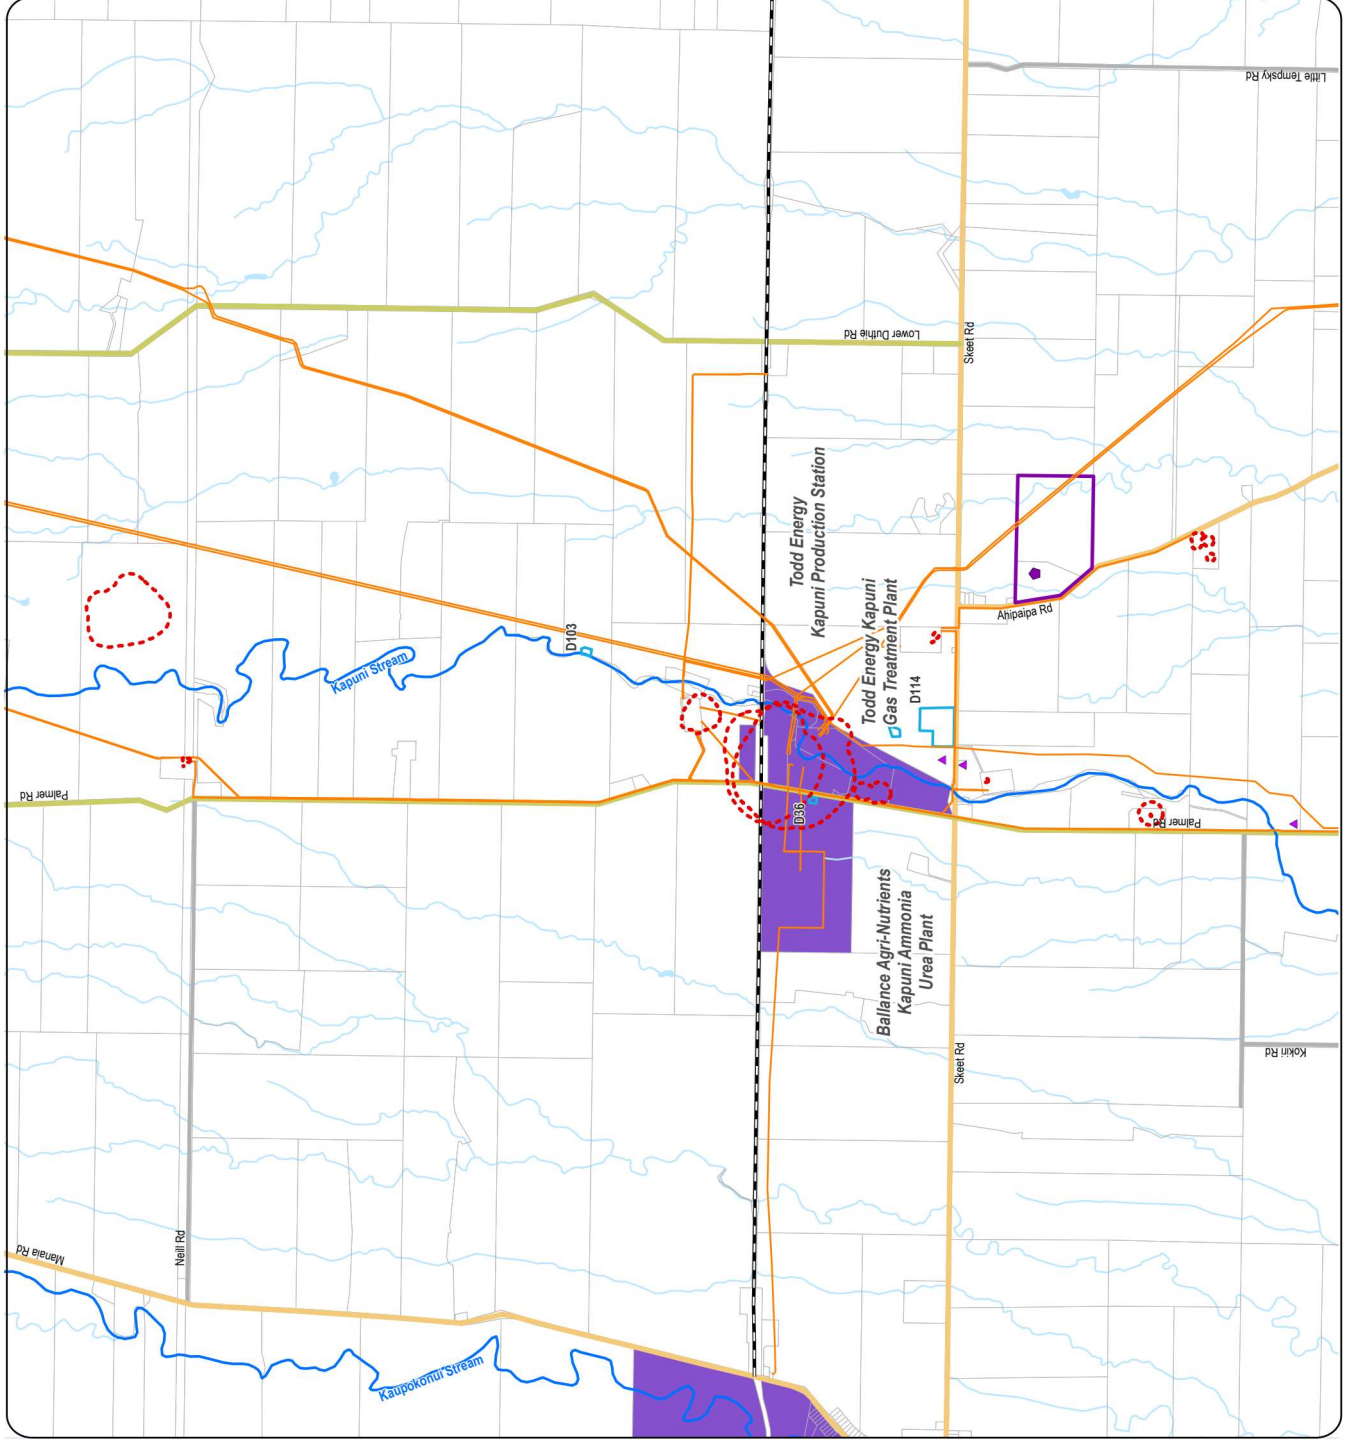 Little Tempsky Rd
Lower Duthie Rd
Skeet Rd
Todd Energy
Kapuni Production Station
Todd Energy Kapuni
Gas Treatment Plant
Ahipaipa Rd
D103
Kapuni Stream
D114
Palmer Rd
D36
Palmer Rd
Ballance Agri-Nutrients
Kapuni Ammonia
Urea Plant
Skeet Rd
Kokiri Rd
Neill Rd
Manaia Rd
Kaupokonui Stream